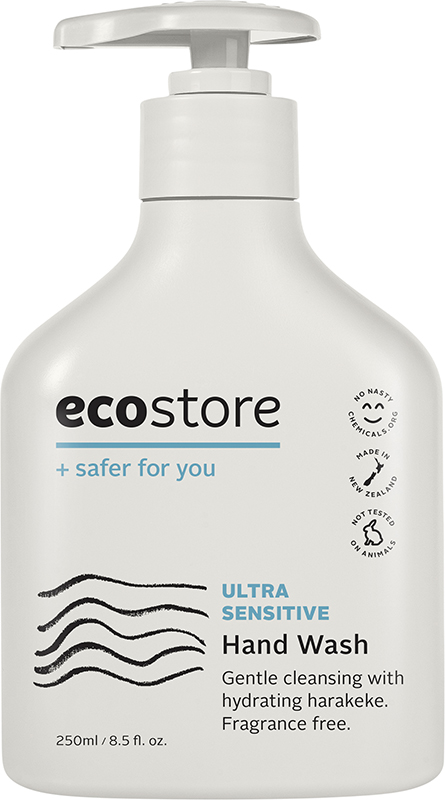 ecostore
+ safer for you
NO NASTY
CHEMICALS.ORG
MADE IN
NEW ZEALAND
NOT TESTED
ON ANIMALS
ULTRA
SENSITIVE
Hand Wash
Gentle cleansing with
hydrating harakeke.
Fragrance free.
250ml / 8.5 fl. oz.